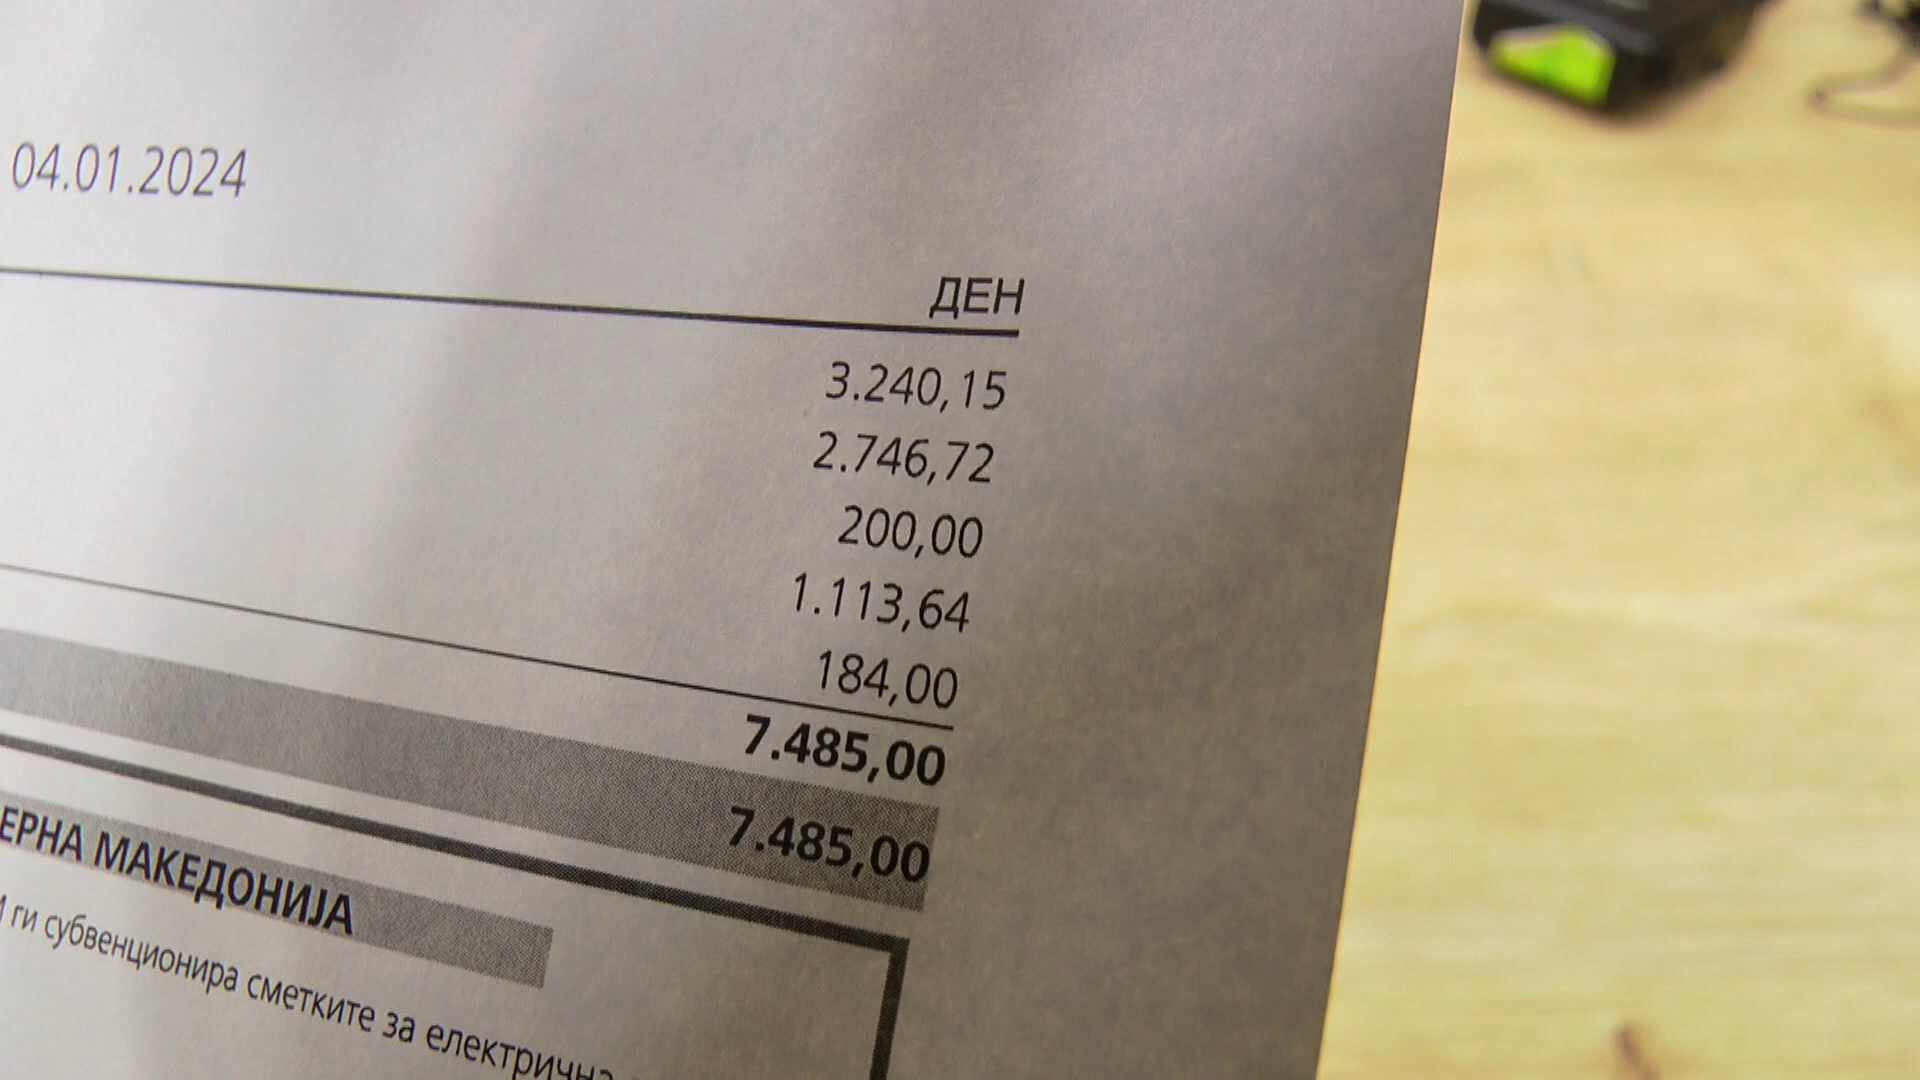 04.01.2024
ДЕН
3.240,15
2.746,72
200,00
1.113,64
184,00
7.485,00
7.485,00
ЕРНА МАКЕДОНИЈА
ги субвенционира сметките за електрична